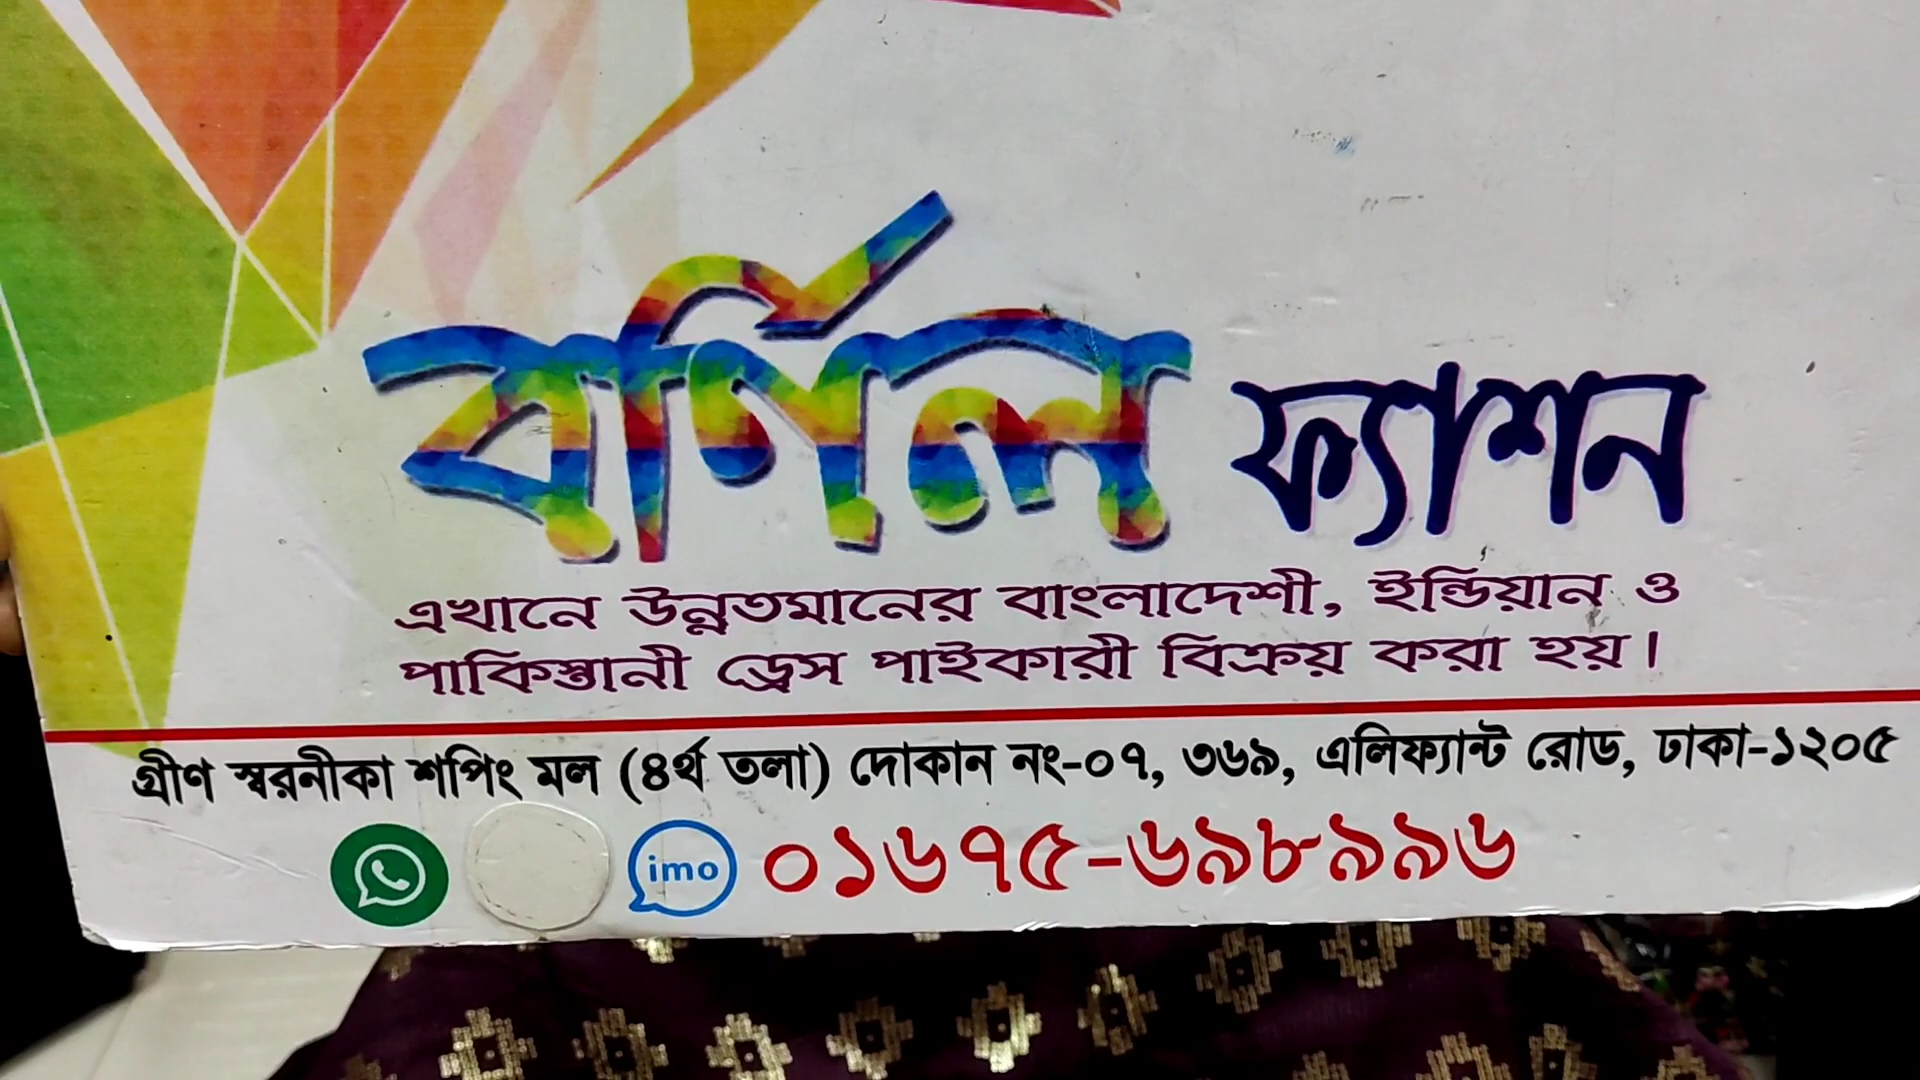 বর্ণিল ফ্যাশন
এখানে উন্নতমানের বাংলাদেশী, ইন্ডিয়ান ও
পাকিস্তানী ড্রেস পাইকারী বিক্রয় করা হয়।
গ্রীণ স্বরনীকা শপিং মল (৪র্থ তলা) দোকান নং-০৭, ৩৬৯, এলিফ্যান্ট রোড, ঢাকা-১২০৫
imo ০১৬৭৫-৬৯৮৯৯৬